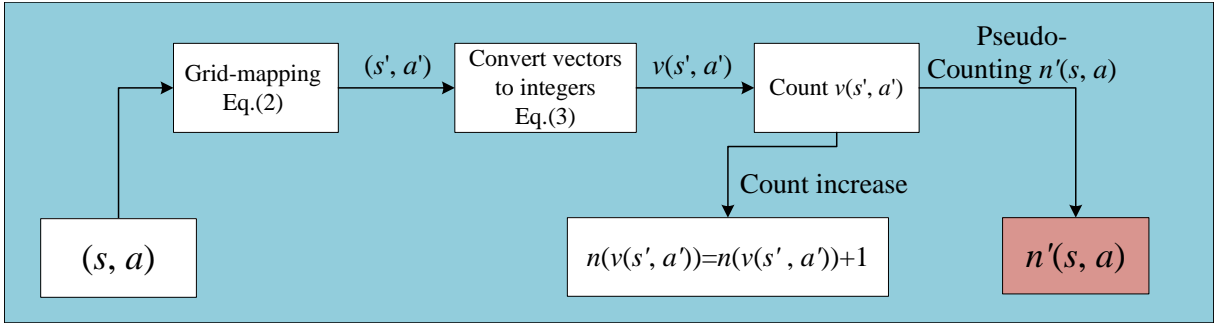 Grid-mapping
Eq.(2)
(s', a')
Convert vectors
to integers
Eq.(3)
v(s', a')
Count v(s', a')
Pseudo-
Counting n'(s, a)
Count increase
(s, a)
n(v(s', a'))=n(v(s' , a'))+1
n'(s, a)